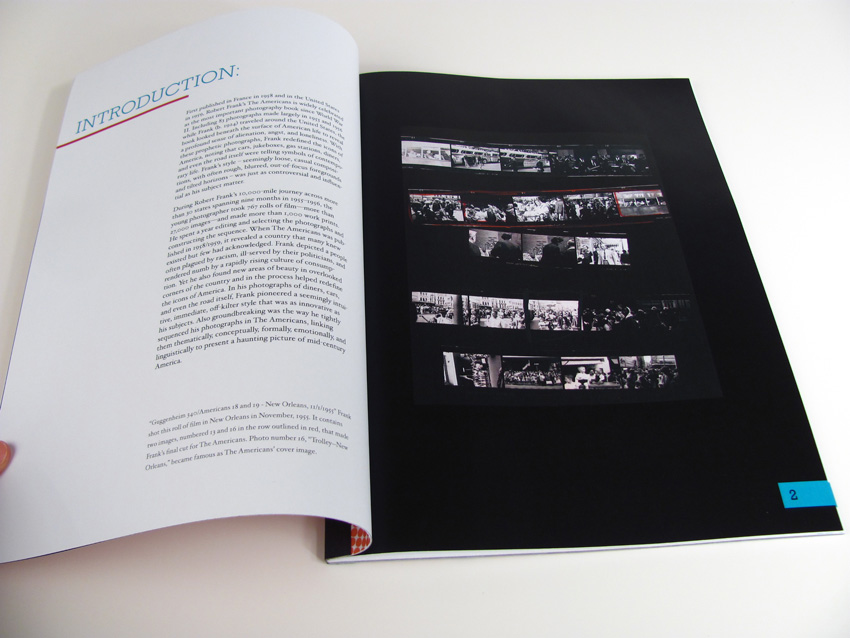 INTRODUCTION:
First published in France in 1958 and in the United States
in 1959, Robert Frank's The Americans is widely celebrated
as the most important photography book since World War
II. Including 83 photographs made largely in 1955 and 1956
while Frank (b. 1924) traveled around the United States, the
book looked beneath the surface of American life to reveal
a profound sense of alienation, angst, and loneliness. With
these prophetic photographs, Frank redefined the icons of
America, noting that cars, jukeboxes, gas stations, diners,
and even the road itself were telling symbols of contempo-
rary life. Frank's style – seemingly loose, casual composi-
tions, with often rough, blurred, out-of-focus foregrounds
and tilted horizons – was just as controversial and influen-
tial as his subject matter.
During Robert Frank's 10,000-mile journey across more
than 30 states spanning nine months in 1955-1956, the
young photographer took 767 rolls of film—more than
27,000 images—and made more than 1,000 work prints.
He spent a year editing and selecting the photographs and
constructing the sequence. When The Americans was pub-
lished in 1958/1959, it revealed a country that many knew
existed but few had acknowledged. Frank depicted a people
often plagued by racism, ill-served by their politicians, and
rendered numb by a rapidly rising culture of consump-
tion. Yet he also found new areas of beauty in overlooked
corners of the country and in the process helped redefine
the icons of America. In his photographs of diners, cars,
and even the road itself, Frank pioneered a seemingly intui-
tive, immediate, off-kilter style that was as innovative as
his subjects. Also groundbreaking was the way he tightly
sequenced his photographs in The Americans, linking
them thematically, conceptually, formally, emotionally, and
linguistically to present a haunting picture of mid-century
America.
"Guggenheim 340/Americans 18 and 19 - New Orleans, 11/1/1955" Frank
shot this roll of film in New Orleans in November, 1955. It contains
two images, numbered 13 and 16 in the row outlined in red, that made
Frank's final cut for The Americans. Photo number 16, "Trolley--New
Orleans," became famous as The Americans' cover image.
2